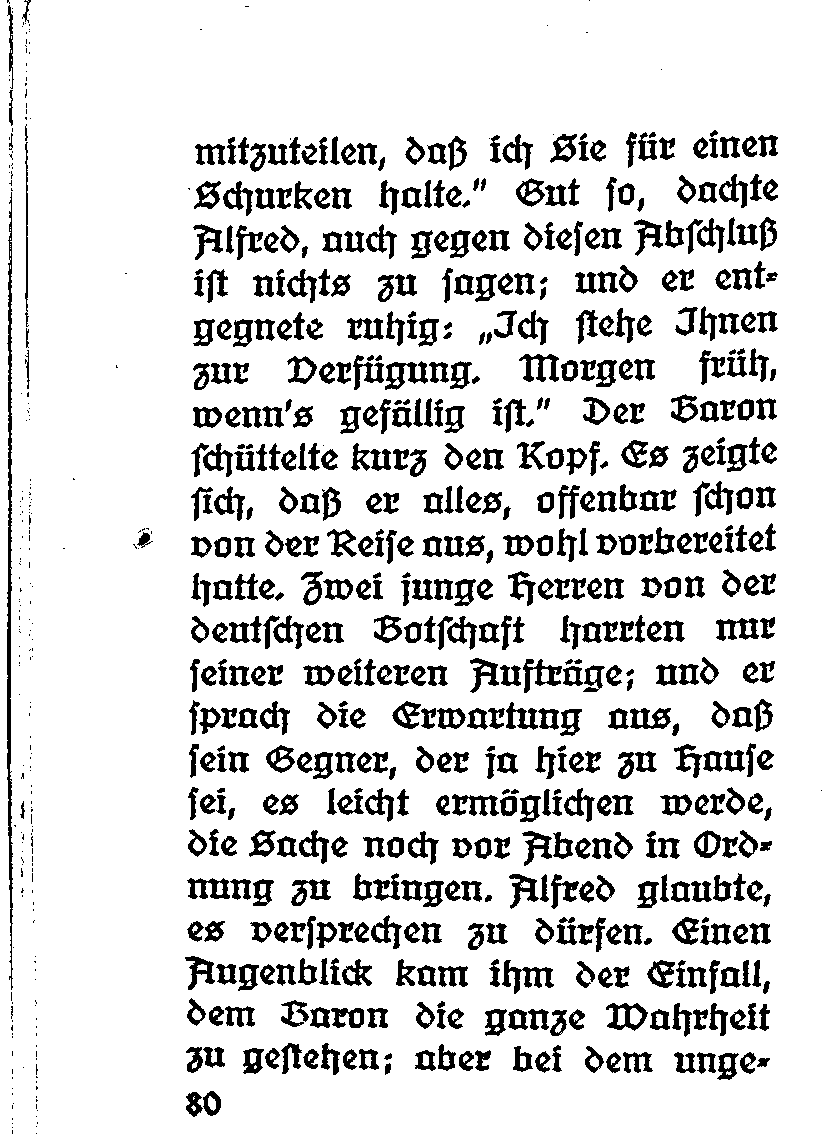 mitzuteilen, daß ich Sie für einen
Schurken halte." Gut so, dachte
Alfred, auch gegen diesen Abschluß
ist nichts zu sagen; und er ent-
gegnete ruhig: „Ich stehe Ihnen
zur Verfügung. Morgen früh,
wenn's gefällig ist." Der Baron
schüttelte kurz den Kopf. Es zeigte
sich, daß er alles, offenbar schon
von der Reise aus, wohl vorbereitet
hatte. Zwei junge Herren von der
deutschen Botschaft harrten nur
seiner weiteren Aufträge; und er
sprach die Erwartung aus, daß
sein Gegner, der ja hier zu Hause
sei, es leicht ermöglichen werde,
die Sache noch vor Abend in Ord-
nung zu bringen. Alfred glaubte,
es versprechen zu dürfen. Einen
Augenblick kam ihm der Einfall,
dem Baron die ganze Wahrheit
zu gestehen; aber bei dem unge-
80